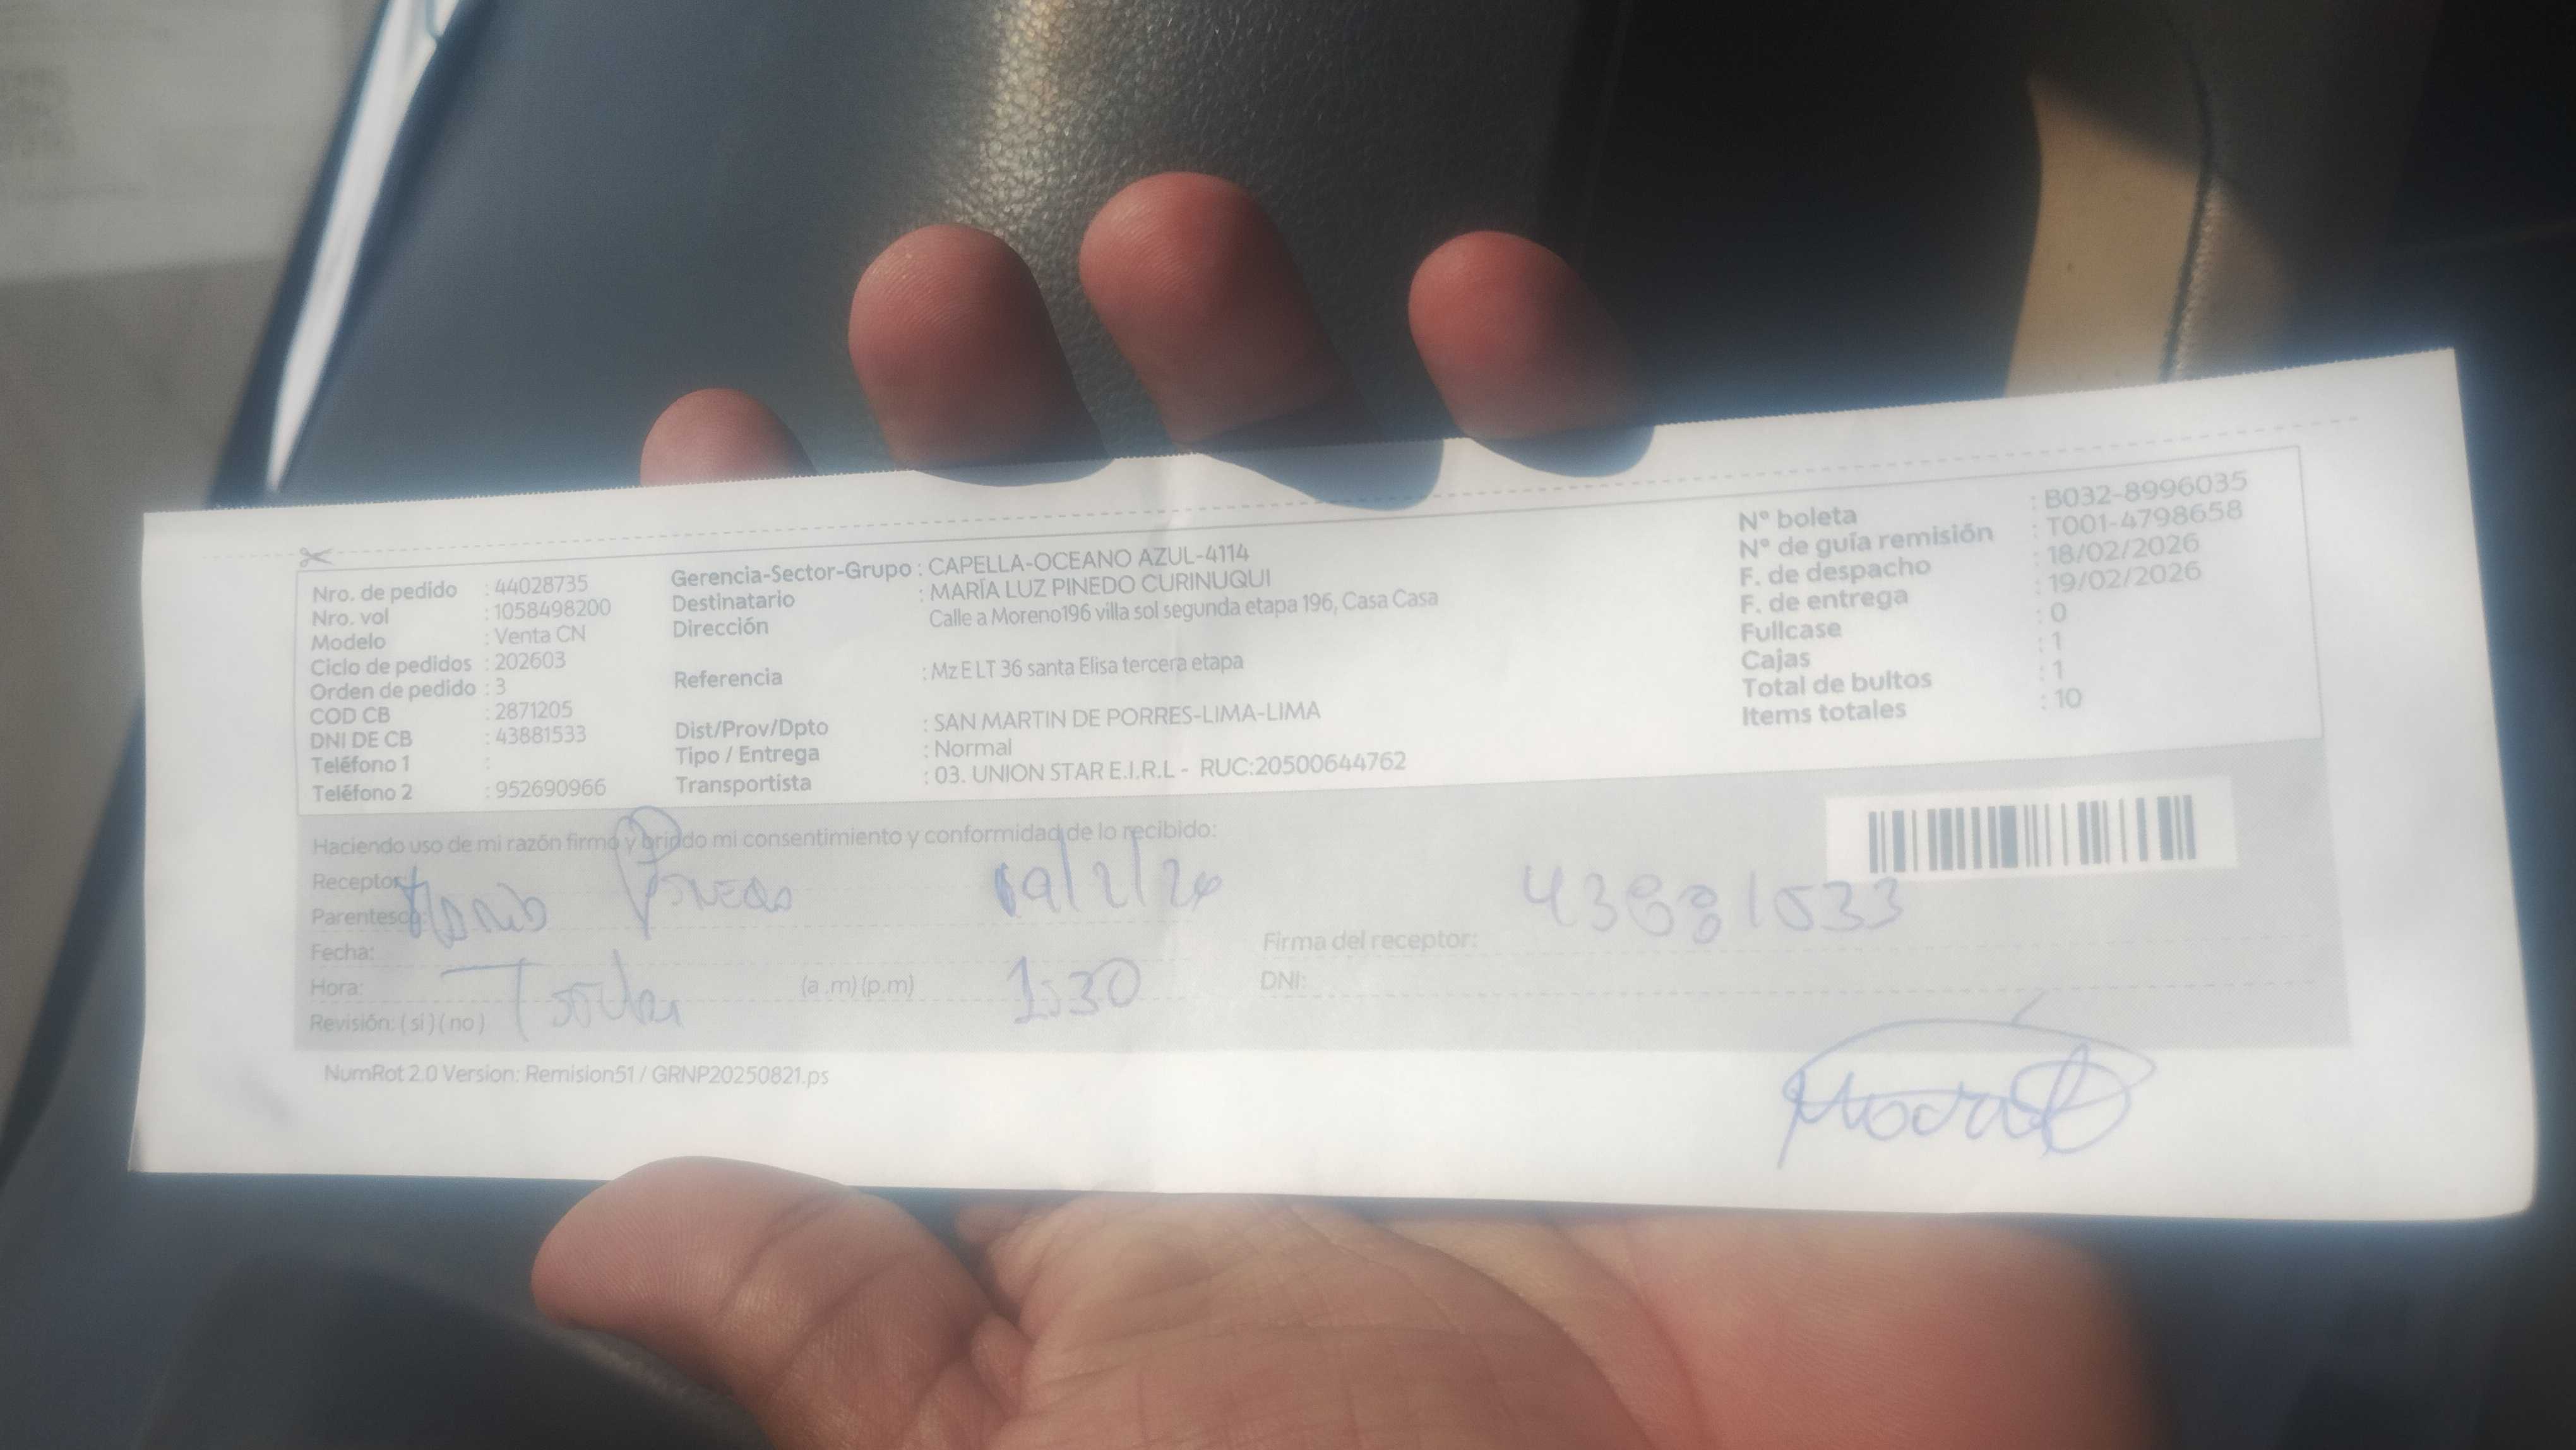 Nro. de pedido : 44028735
Nro. vol : 1058498200
Modelo : Venta CN
Ciclo de pedidos : 202603
Orden de pedido : 3
COD CB : 2871205
DNI DE CB : 43881533
Teléfono 1 :
Teléfono 2 : 952690966
Gerencia-Sector-Grupo : CAPELLA-OCEANO AZUL-4114
Destinatario : MARÍA LUZ PINEDO CURINUQUI
Dirección Calle a Moreno196 villa sol segunda etapa 196, Casa Casa
Referencia : Mz E LT 36 santa Elisa tercera etapa
Dist/Prov/Dpto : SAN MARTIN DE PORRES-LIMA-LIMA
Tipo / Entrega : Normal
Transportista : 03. UNION STAR E.I.R.L - RUC:20500644762
N° boleta : B032-8996035
N° de guía remisión : T001-4798658
F. de despacho : 18/02/2026
F. de entrega : 19/02/2026
Fullcase : 0
Cajas : 1
Total de bultos : 1
Items totales : 10
Haciendo uso de mi razón firmo y brindo mi consentimiento y conformidad de lo recibido:
Receptor:
Parentesco:
Fecha:
Hora: (a .m) (p.m)
Revisión: ( sí ) ( no )
19/2/26
1:30
43881533
Firma del receptor:
DNI:
NumRot 2.0 Version: Remision51 / GRNP20250821.ps